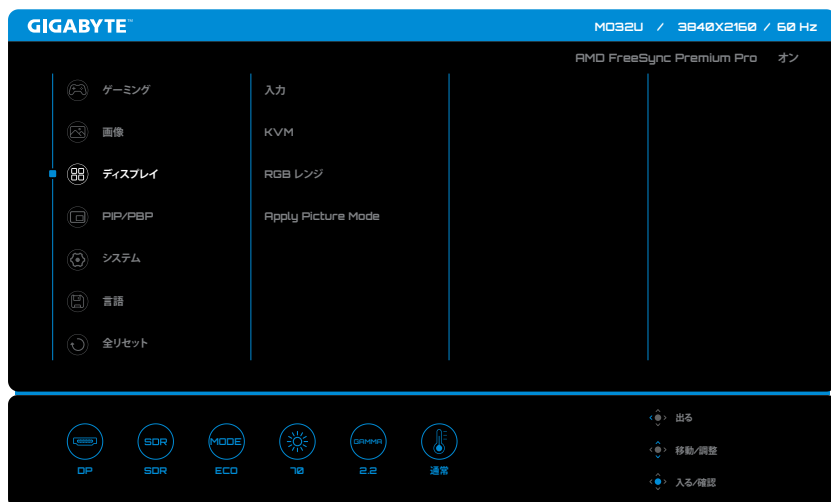 GIGABYTE™ MO32U / 3840X2160 / 60 Hz
AMD FreeSync Premium Pro オン
ゲーミング 入力
画像 KVM
ディスプレイ RGB レンジ
PIP/PBP Apply Picture Mode
システム
言語
全リセット
出る
SDR MODE GAMMA
移動/調整
DP SDR ECO 70 2.2 通常
入る/確認